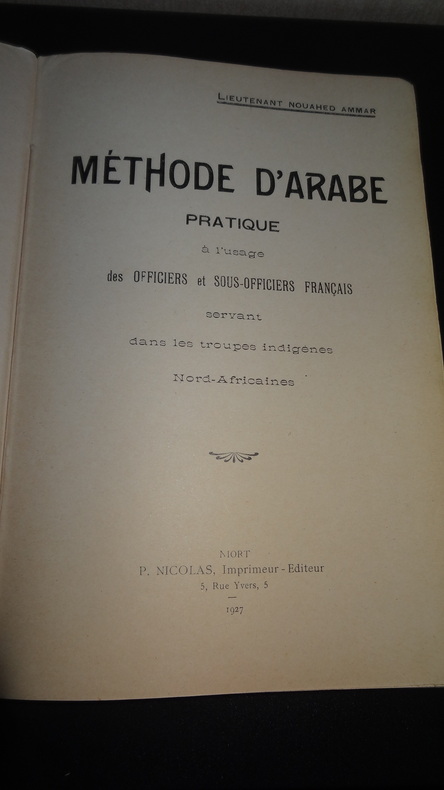 LIEUTENANT NOUAHED AMMAR
MÉTHODE D'ARABE
PRATIQUE
à l'usage
des OFFICIERS et SOUS-OFFICIERS FRANÇAIS
servant
dans les troupes indigènes
Nord-Africaines
NIORT
P. NICOLAS, Imprimeur - Editeur
5, Rue Yvers, 5
1927